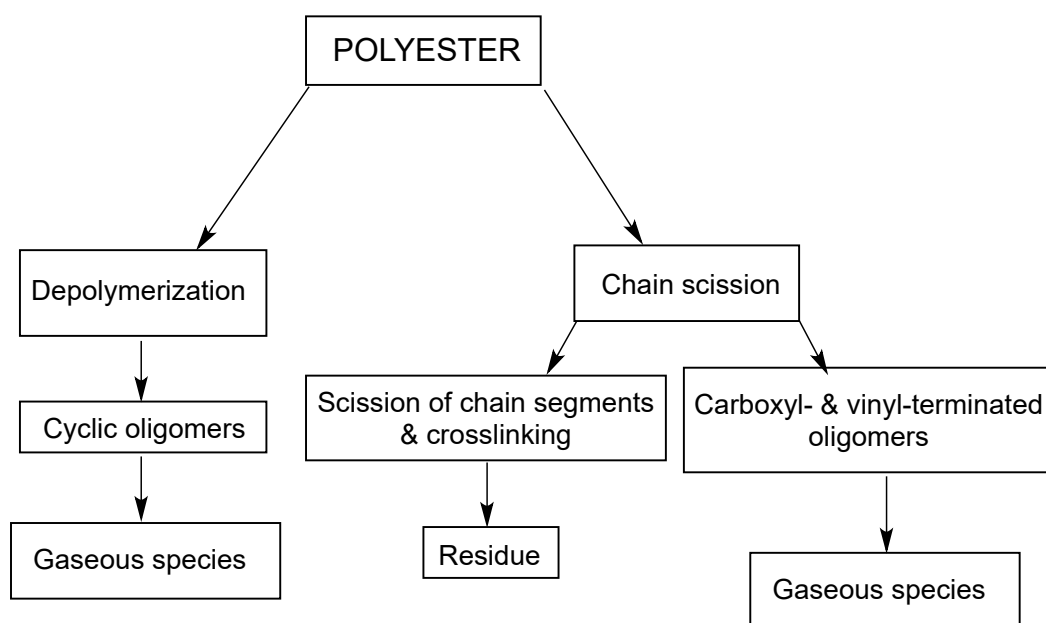 POLYESTER
Depolymerization
Chain scission
Cyclic oligomers
Scission of chain segments
& crosslinking
Carboxyl- & vinyl-terminated
oligomers
Gaseous species
Residue
Gaseous species